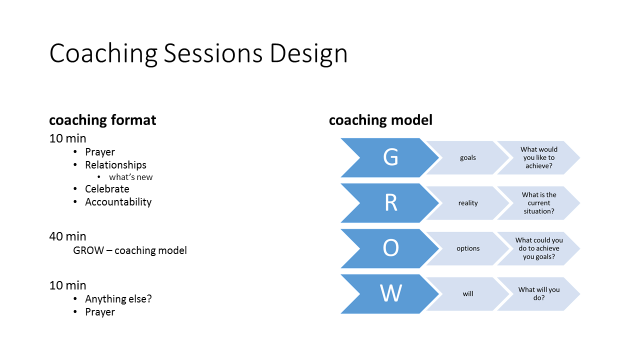 Coaching Sessions Design
coaching format
10 min
• Prayer
• Relationships
• what's new
• Celebrate
• Accountability
40 min
GROW – coaching model
10 min
• Anything else?
• Prayer
coaching model
G
goals
What would
you like to
achieve?
R
reality
What is the
current
situation?
O
options
What could you
do to achieve
you goals?
W
will
What will you
do?